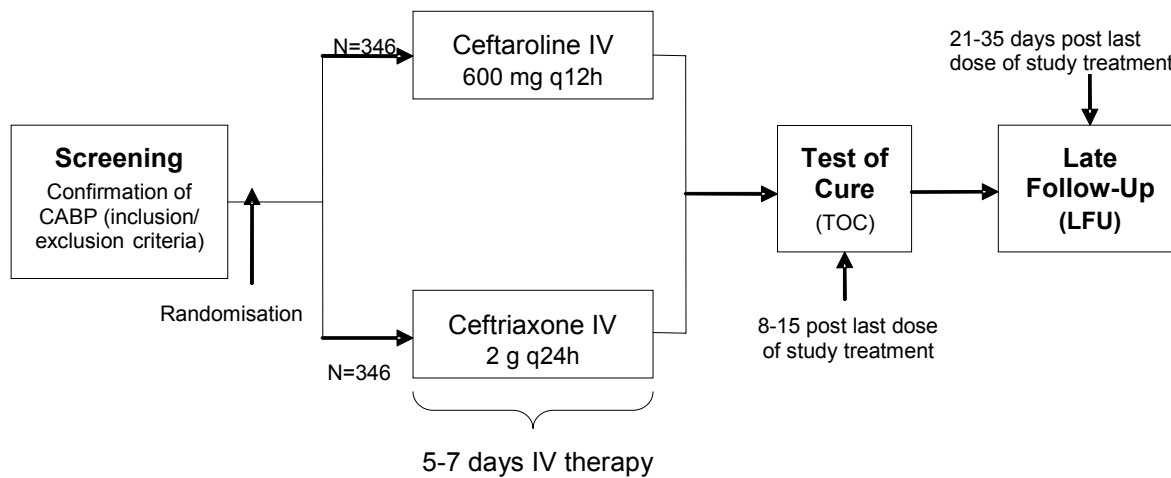 Screening
Confirmation of
CABP (inclusion/
exclusion criteria)
Randomisation
N=346
Ceftaroline IV
600 mg q12h
N=346
Ceftriaxone IV
2 g q24h
5-7 days IV therapy
Test of
Cure
(TOC)
8-15 post last dose
of study treatment
21-35 days post last
dose of study treatment
Late
Follow-Up
(LFU)